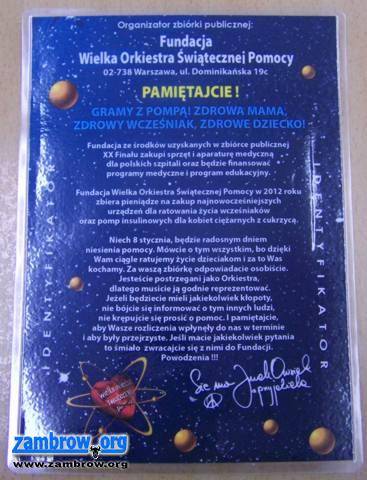 Organizator zbiórki publicznej:
Fundacja
Wielka Orkiestra Świątecznej Pomocy
02-738 Warszawa, ul. Dominikańska 19c
PAMIĘTAJCIE!
GRAMY Z POMPĄ! ZDROWA MAMA,
ZDROWY WCZEŚNIAK, ZDROWE DZIECKO!
Fundacja ze środków uzyskanych w zbiórce publicznej
XX Finału zakupi sprzęt i aparaturę medyczną
dla polskich szpitali oraz będzie finansować
programy medyczne i program edukacyjny.
Fundacja Wielka Orkiestra Świątecznej Pomocy w 2012 roku
zbiera pieniądze na zakup najnowocześniejszych
urządzeń dla ratowania życia wcześniaków
oraz pomp insulinowych dla kobiet ciężarnych z cukrzycą.
Niech 8 stycznia, będzie radosnym dniem
niesienia pomocy. Mówcie o tym wszystkim, bo dzięki
Wam ciągle ratujemy życie dzieciakom i za to Was
kochamy. Za waszą zbiórkę odpowiadacie osobiście.
Jesteście postrzegani jako Orkiestra,
dlatego musicie ją godnie reprezentować.
Jeżeli będziecie mieli jakiekolwiek kłopoty,
nie bójcie się informować o tym innych ludzi,
nie krępujcie się prosić o pomoc. I pamiętajcie,
aby Wasze rozliczenia wpłynęły do nas w terminie
i aby były przejrzyste. Jeśli macie jakiekolwiek pytania
to śmiało zwracajcie się z nimi do Fundacji.
Powodzenia !!!
IDENTYFIKATOR
IDENTYFIKATOR
Się ma
przyjaciele
Wielka Orkiestra
Świątecznej
zambrow.org
www.zambrow.org